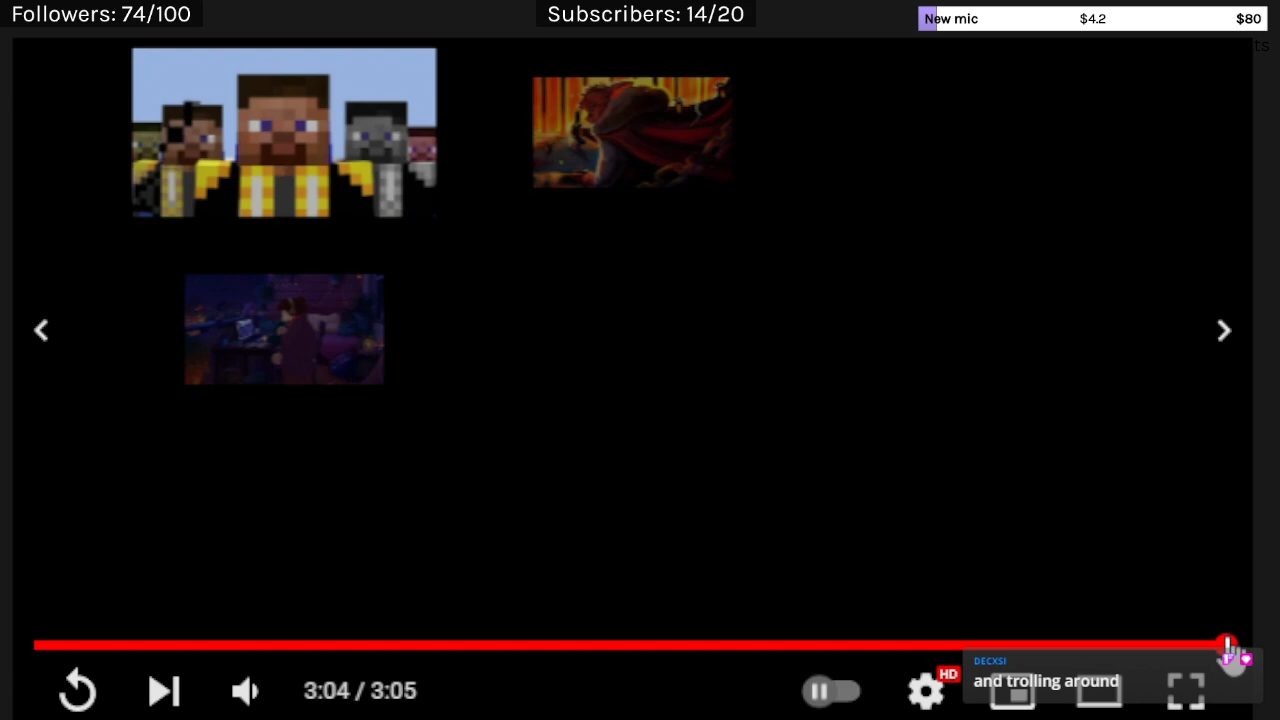 Followers: 74/100
Subscribers: 14/20
New mic $4.2 $80
ts
3:04 / 3:05
HD
DECXSI
and trolling around